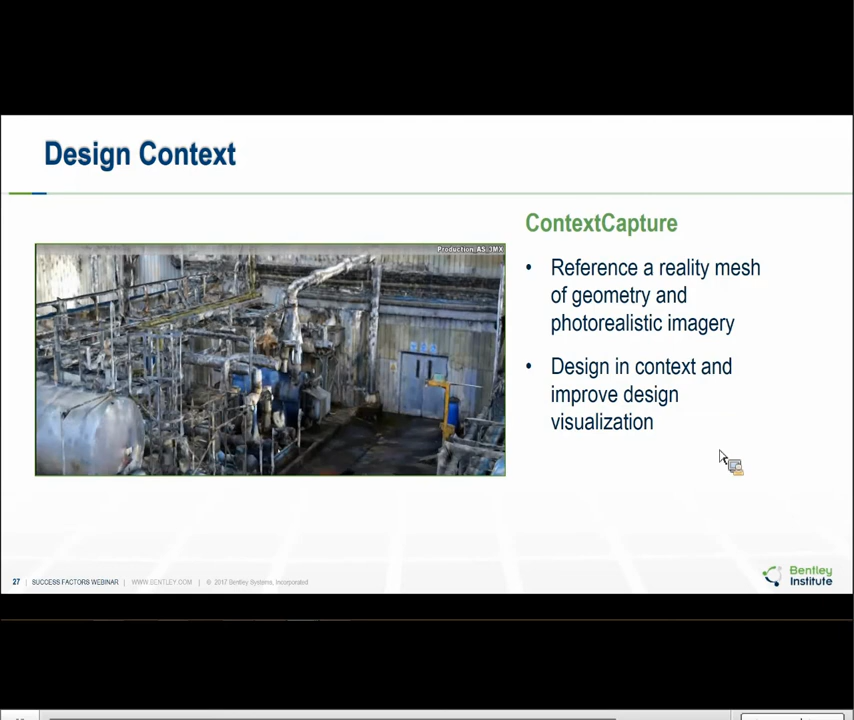 Design Context
Production: AS-3MX
ContextCapture
• Reference a reality mesh
of geometry and
photorealistic imagery
• Design in context and
improve design
visualization
27 | SUCCESS FACTORS WEBINAR | WWW.BENTLEY.COM | © 2017 Bentley Systems, Incorporated
Bentley
Institute